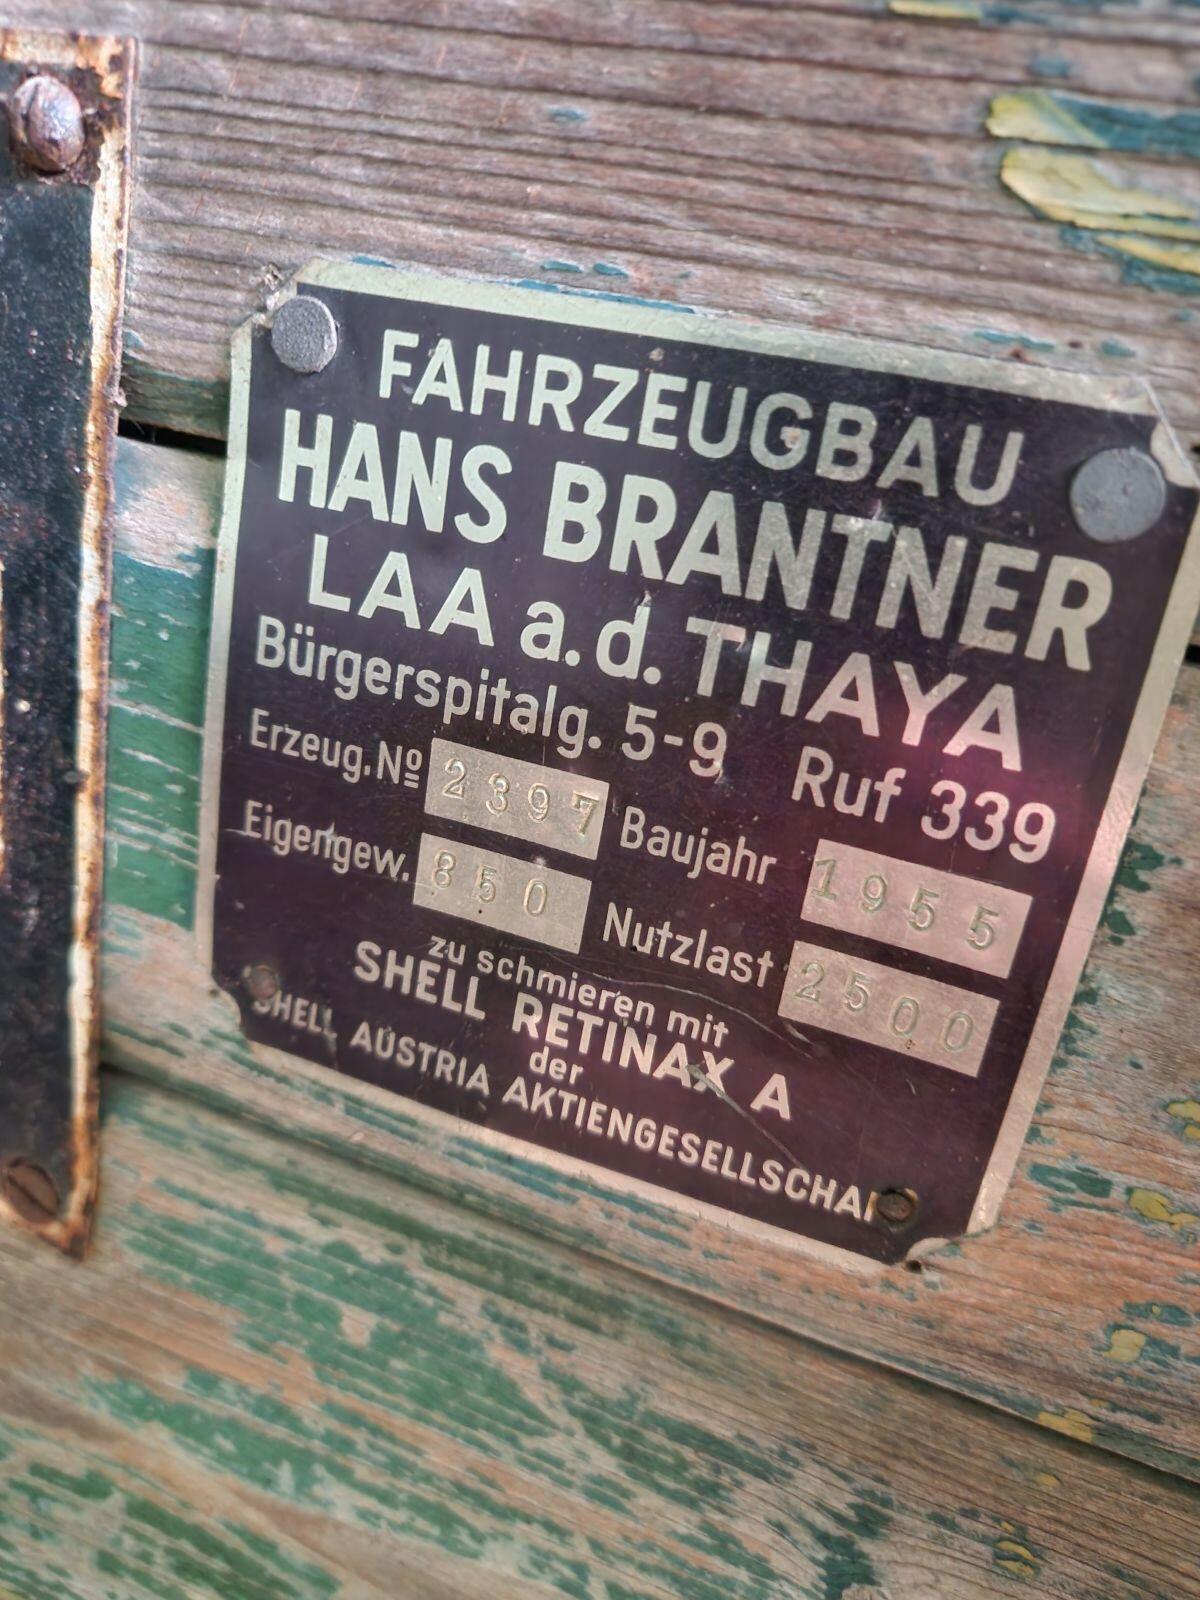 FAHRZEUGBAU
HANS BRANTNER
LAA a.d. THAYA
Bürgerspitalg. 5-9 Ruf 339
Erzeug.Nº 2397 Baujahr 1955
Eigengew. 850 Nutzlast 2500
zu schmieren mit
SHELL RETINAX A
der
SHELL AUSTRIA AKTIENGESELLSCHAF